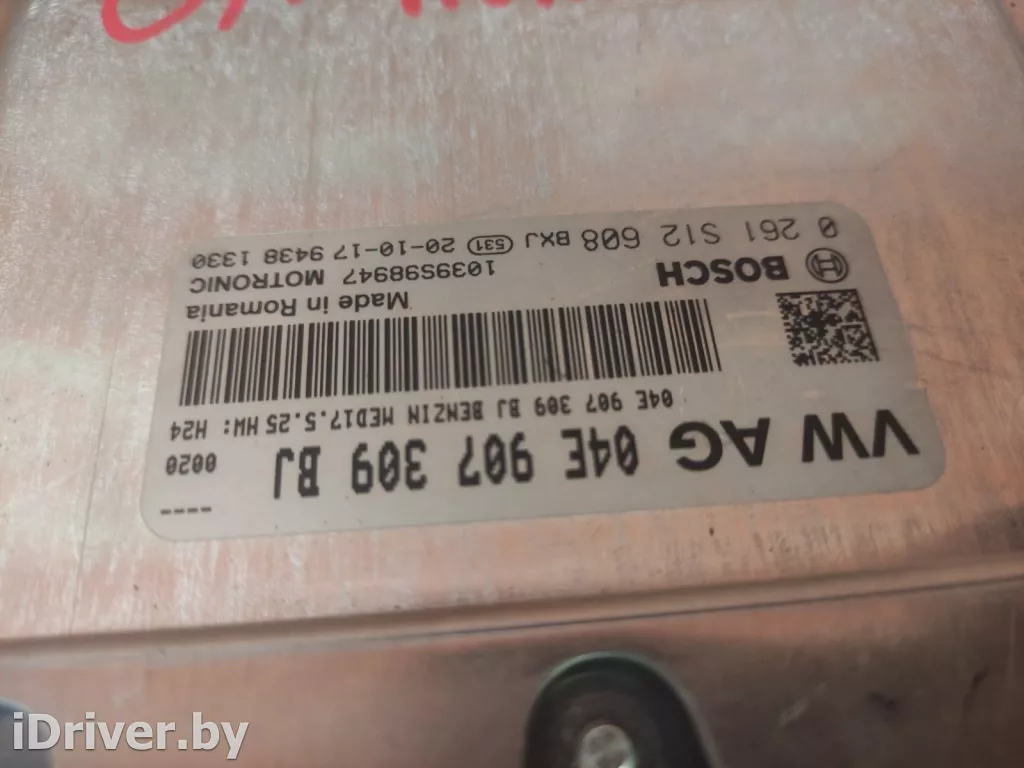 VW AG 04E 907 309 BJ
0020
----
04E 907 309 BJ BENZIN MED17.5.25 HW: H24
Made in Romania
BOSCH 1039S98947 MOTRONIC
0 261 S12 608 BXJ 531 20-10-17 9438 1330
iDriver.by